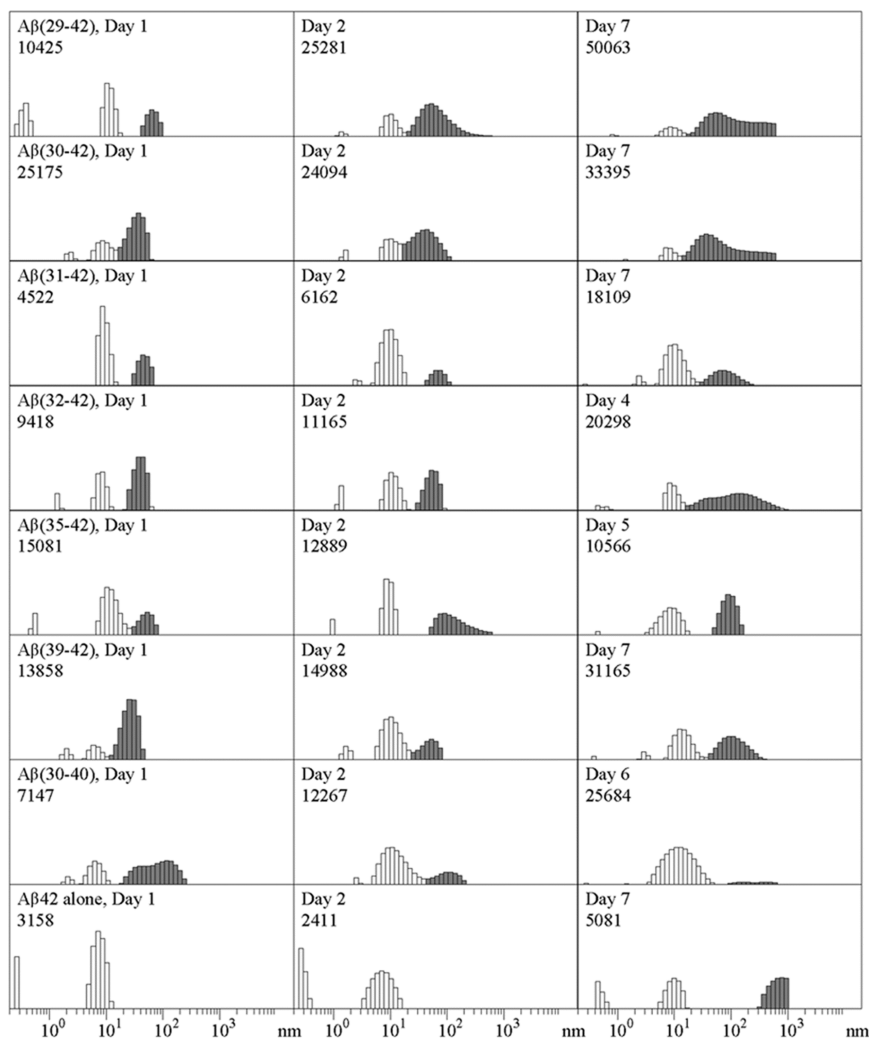 Aβ(29-42), Day 1
10425
Day 2
25281
Day 7
50063
Aβ(30-42), Day 1
25175
Day 2
24094
Day 7
33395
Aβ(31-42), Day 1
4522
Day 2
6162
Day 7
18109
Aβ(32-42), Day 1
9418
Day 2
11165
Day 4
20298
Aβ(35-42), Day 1
15081
Day 2
12889
Day 5
10566
Aβ(39-42), Day 1
13858
Day 2
14988
Day 7
31165
Aβ(30-40), Day 1
7147
Day 2
12267
Day 6
25684
Aβ42 alone, Day 1
3158
Day 2
2411
Day 7
5081
10⁰ 10¹ 10² 10³ nm 10⁰ 10¹ 10² 10³ nm 10⁰ 10¹ 10² 10³ nm